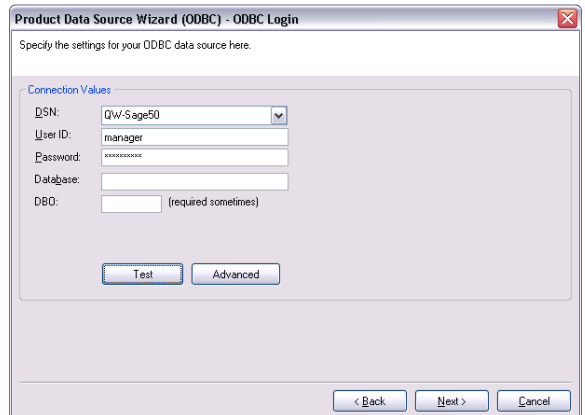 Product Data Source Wizard (ODBC) - ODBC Login
Specify the settings for your ODBC data source here.
Connection Values
DSN: QW-Sage50
User ID: manager
Password: xxxxxxxxxx
Database:
DBO: (required sometimes)
Test Advanced
< Back Next > Cancel